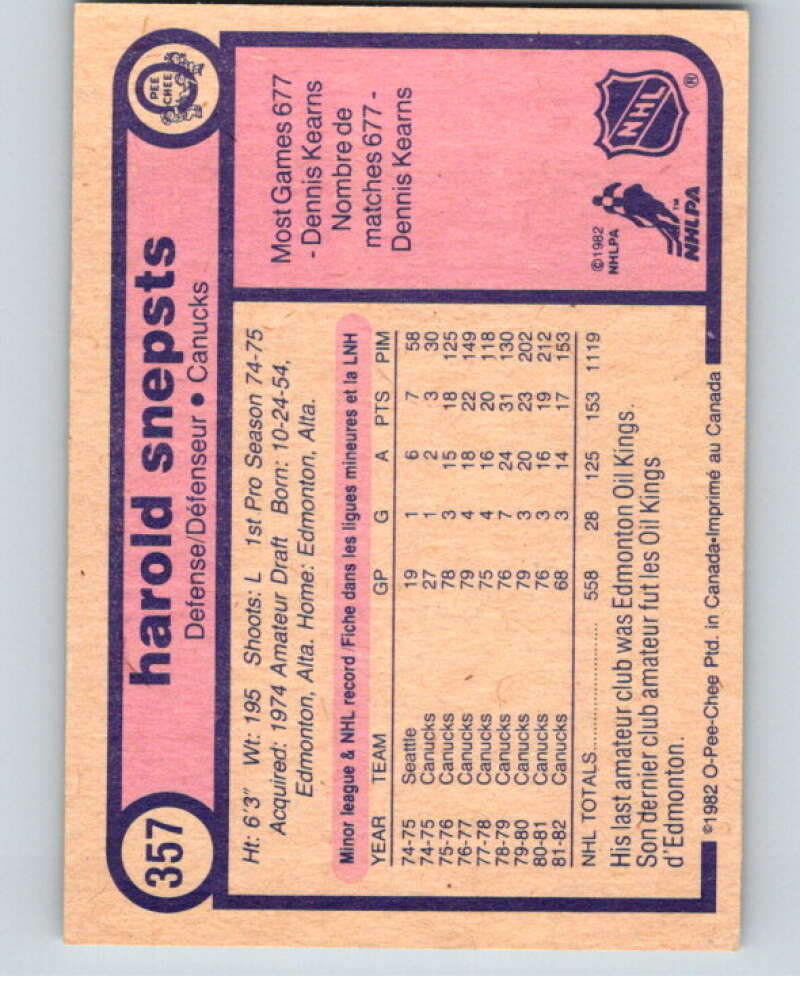 357
harold snepsts
Defense/Défenseur • Canucks
O PEE CHEE
Ht: 6'3" Wt: 195 Shoots: L 1st Pro Season 74-75
Acquired: 1974 Amateur Draft Born: 10-24-54,
Edmonton, Alta. Home: Edmonton, Alta.
Minor league & NHL record/Fiche dans les ligues mineures et la LNH
YEAR TEAM GP G A PTS PIM
74-75 Seattle 19 1 6 7 58
74-75 Canucks 27 1 2 3 30
75-76 Canucks 78 3 15 18 125
76-77 Canucks 79 4 18 22 149
77-78 Canucks 75 4 16 20 118
78-79 Canucks 76 7 24 31 130
79-80 Canucks 79 3 20 23 202
80-81 Canucks 76 3 16 19 212
81-82 Canucks 68 3 14 17 153
NHL TOTALS.................. 558 28 125 153 1119
His last amateur club was Edmonton Oil Kings.
Son dernier club amateur fut les Oil Kings
d'Edmonton.
©1982 O-Pee-Chee Ptd. in Canada•Imprimé au Canada
Most Games 677
- Dennis Kearns
Nombre de
matches 677 -
Dennis Kearns
©1982
NHLPA
NHLPA™
NHL®